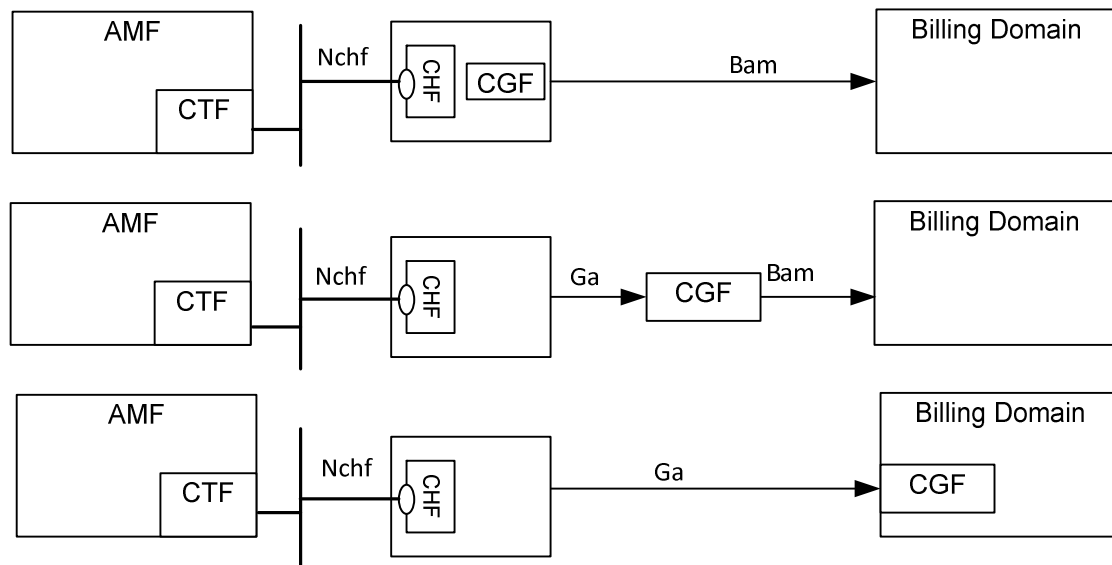 AMF
CTF
Nchf
CHF
CGF
Bam
Billing Domain
AMF
CTF
Nchf
CHF
Ga
CGF
Bam
Billing Domain
AMF
CTF
Nchf
CHF
Ga
Billing Domain
CGF